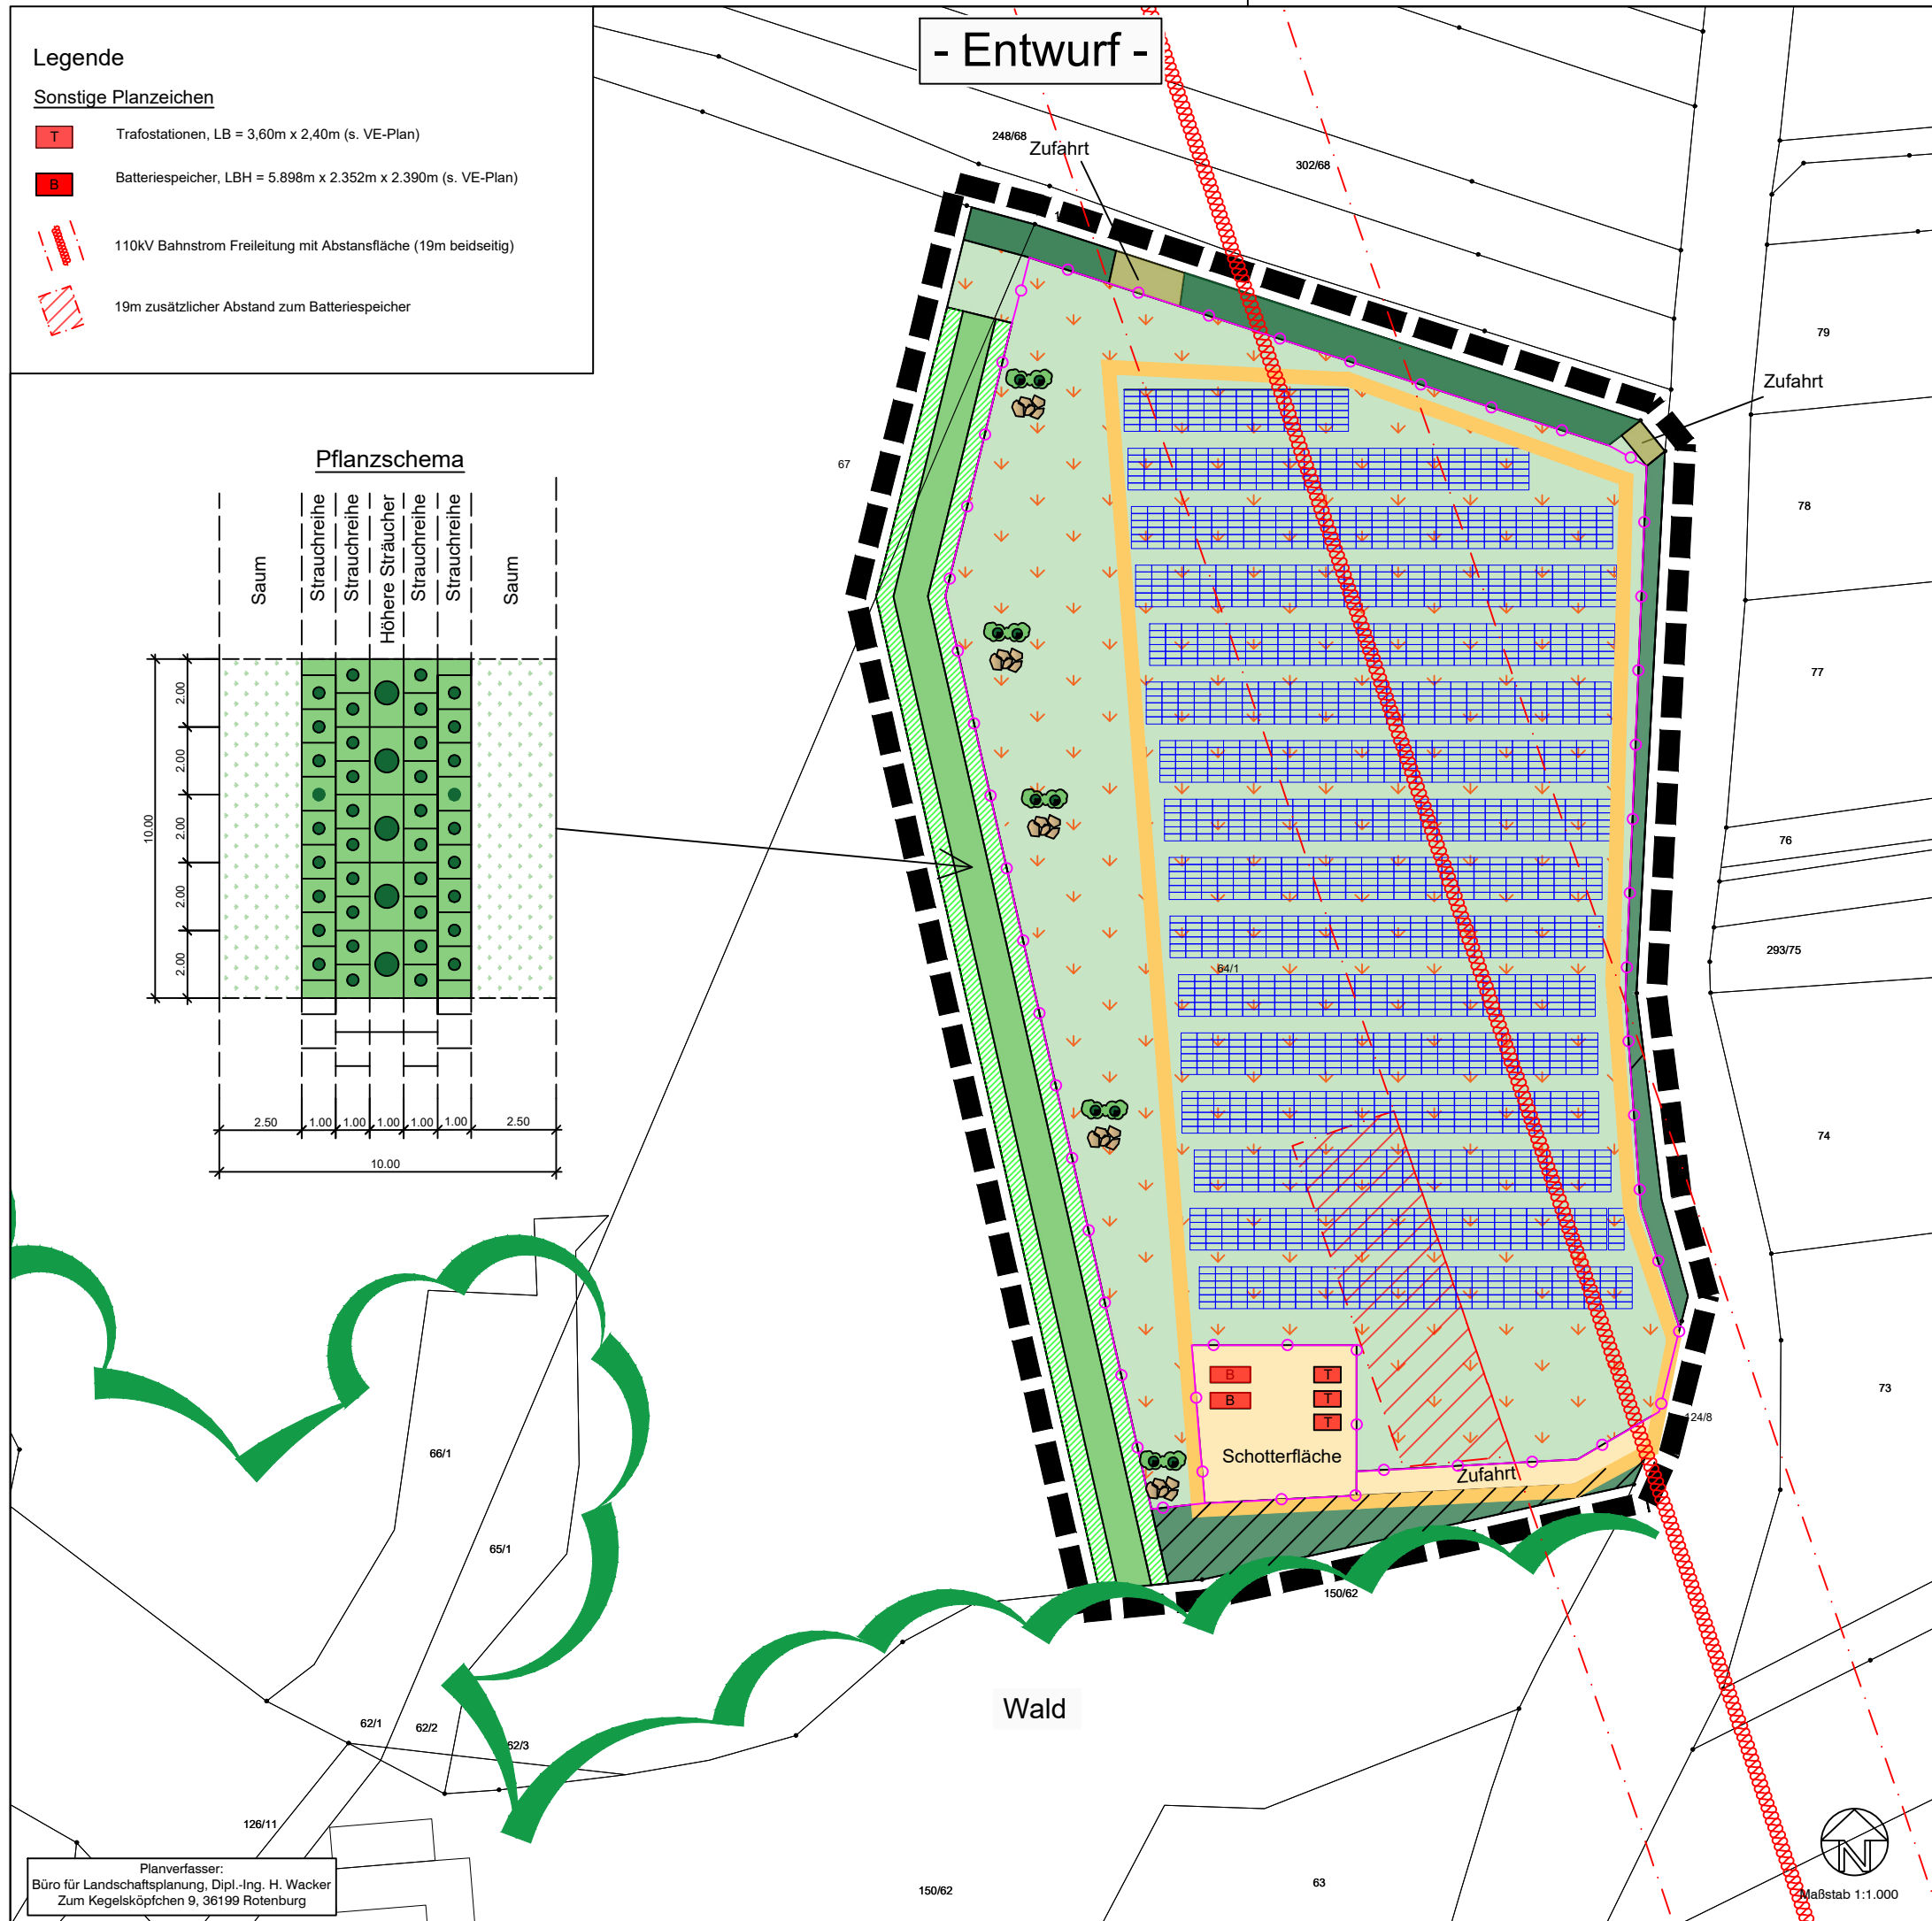 Legende
Sonstige Planzeichen
T
Trafostationen, LB = 3,60m x 2,40m (s. VE-Plan)
B
Batteriespeicher, LBH = 5.898m x 2.352m x 2.390m (s. VE-Plan)
110kV Bahnstrom Freileitung mit Abstansfläche (19m beidseitig)
19m zusätzlicher Abstand zum Batteriespeicher
- Entwurf -
248/68
Zufahrt
302/68
79
Zufahrt
67
78
77
76
293/75
64/1
74
73
124/8
Pflanzschema
Saum
Strauchreihe
Strauchreihe
Höhere Sträucher
Strauchreihe
Strauchreihe
Saum
2.00
2.00
2.00
2.00
2.00
10.00
2.50
1.00
1.00
1.00
1.00
1.00
2.50
10.00
B
B
T
T
T
Schotterfläche
Zufahrt
150/62
66/1
65/1
62/1
62/2
62/3
126/11
Wald
150/62
63
Planverfasser:
Büro für Landschaftsplanung, Dipl.-Ing. H. Wacker
Zum Kegelsköpfchen 9, 36199 Rotenburg
N
Maßstab 1:1.000